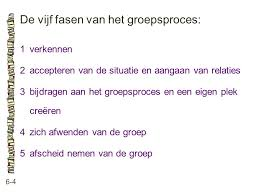 De vijf fasen van het groepsproces:
1 verkennen
2 accepteren van de situatie en aangaan van relaties
3 bijdragen aan het groepsproces en een eigen plek
creëren
4 zich afwenden van de groep
5 afscheid nemen van de groep
6-4